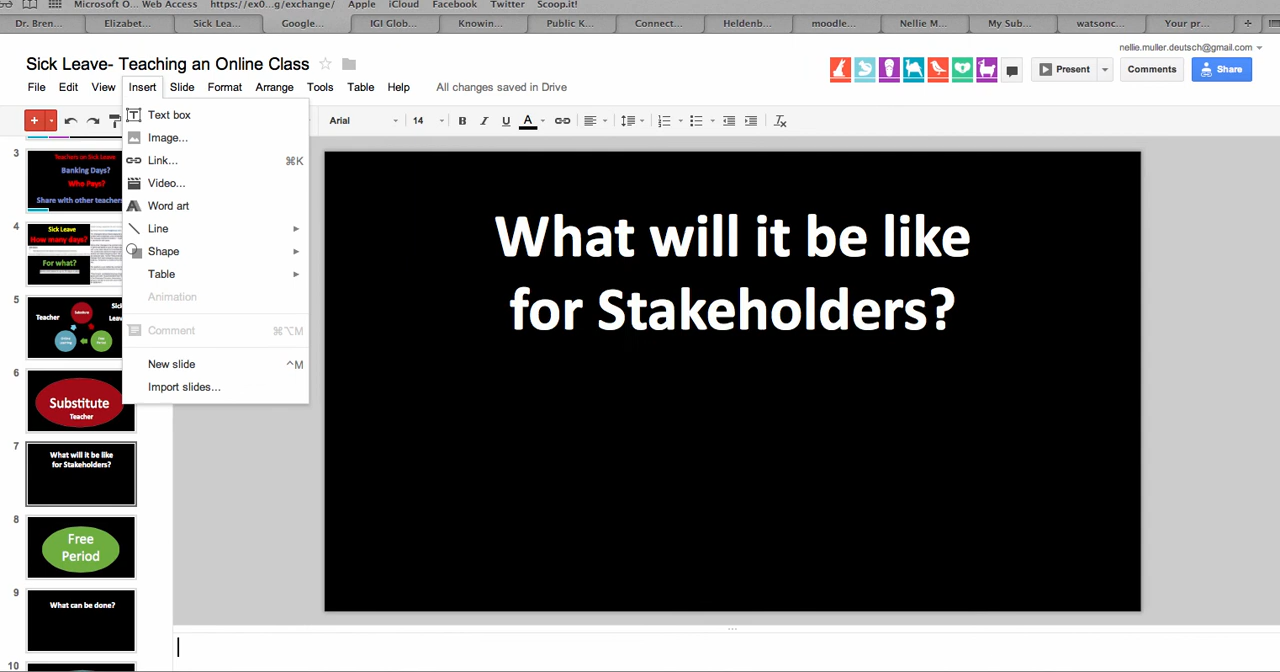 Microsoft O... Web Access https://ex0...g/exchange/ Apple iCloud Facebook Twitter Scoop.it!
Dr. Bren... Elizabet... Sick Lea... Google... IGI Glob... Knowin... Public K... Connect... Heldenb... moodle... Nellie M... My Sub... watsonc... Your pr...
nellie.muller.deutsch@gmail.com
Sick Leave- Teaching an Online Class
Present Comments Share
File Edit View Insert Slide Format Arrange Tools Table Help All changes saved in Drive
Arial 14 B I U A
Text box
Image...
Link... ⌘K
Video...
Word art
Line
Shape
Table
Animation
Comment ⌘⌥M
New slide ^M
Import slides...
3
Teachers on Sick Leave
Banking Days?
Who Pays?
Share with other teachers
4
Sick Leave
How many days?
For what?
5
Teacher
Substitute
6
Substitute
Teacher
7
What will it be like
for Stakeholders?
8
Free
Period
9
What can be done?
10
What will it be like
for Stakeholders?